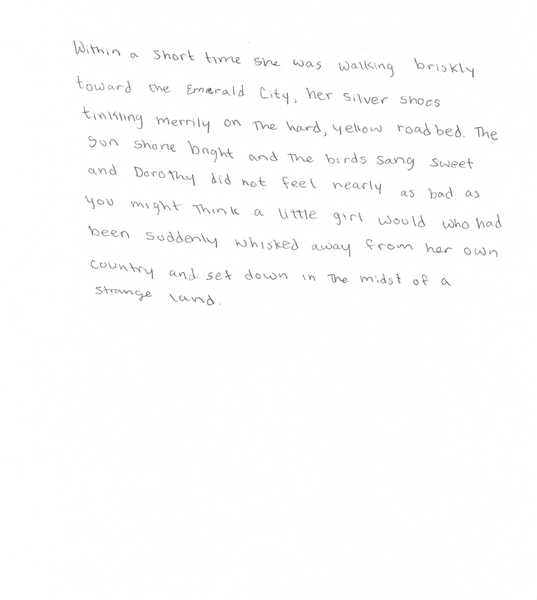 Within a short time she was walking briskly
toward the Emerald City, her silver shoes
tinkling merrily on the hard, yellow roadbed. The
sun shone bright and the birds sang sweet
and Dorothy did not feel nearly as bad as
you might think a little girl would who had
been suddenly whisked away from her own
country and set down in the midst of a
strange land.